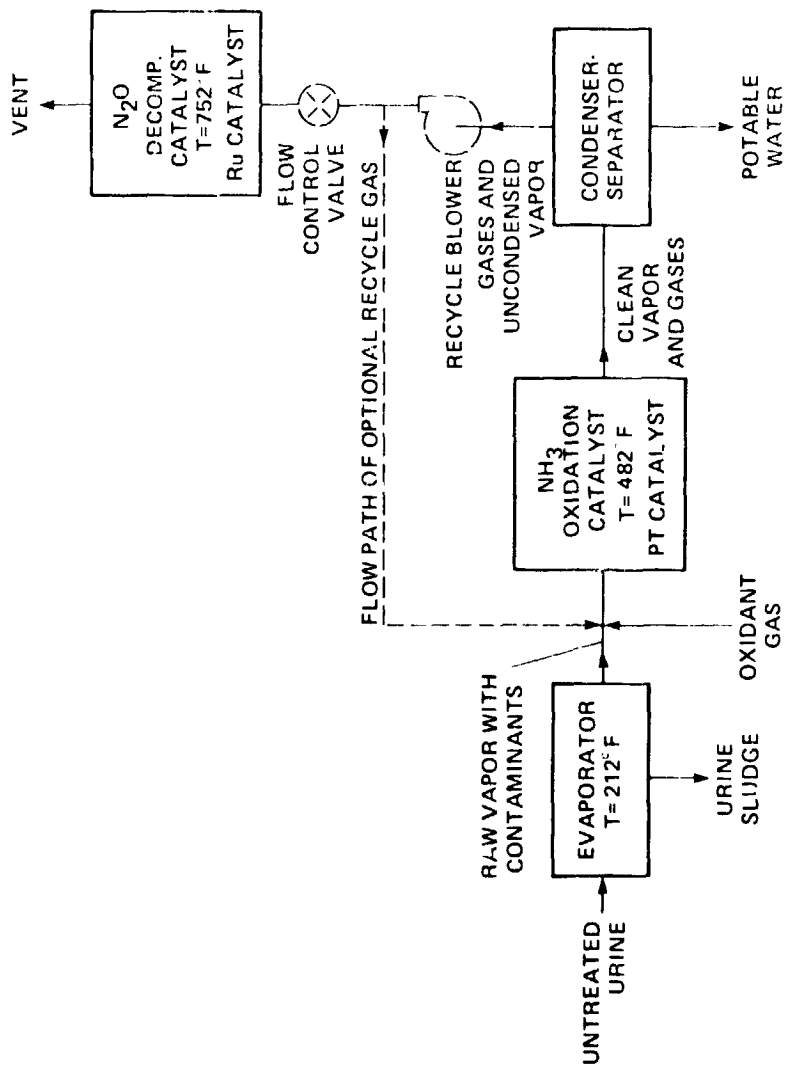 VENT
N₂O
DECOMP.
CATALYST
T=752°F
Ru CATALYST
FLOW
CONTROL
VALVE
FLOW PATH OF OPTIONAL RECYCLE GAS
RECYCLE BLOWER
GASES AND
UNCONDENSED
VAPOR
CONDENSER-
SEPARATOR
POTABLE
WATER
CLEAN
VAPOR
AND GASES
NH₃
OXIDATION
CATALYST
T= 482°F
PT CATALYST
OXIDANT
GAS
RAW VAPOR WITH
CONTAMINANTS
EVAPORATOR
T= 212°F
URINE
SLUDGE
UNTREATED
URINE